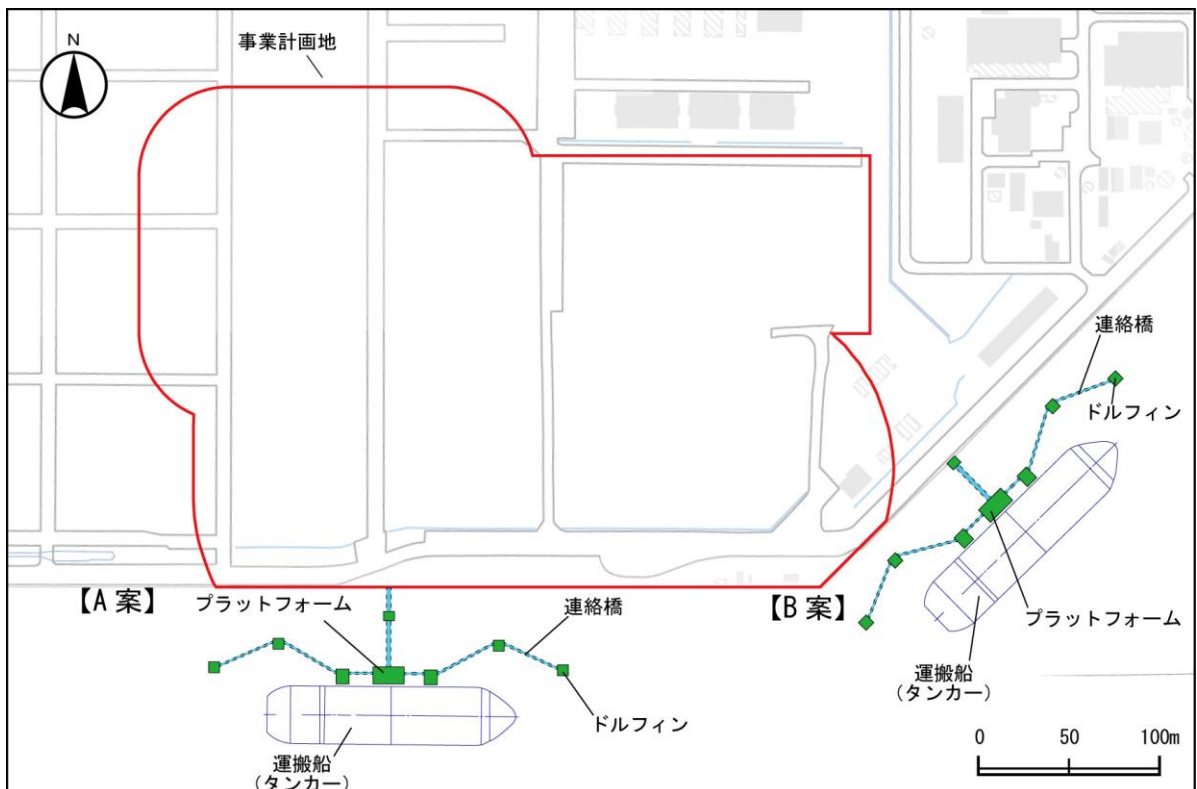 N
事業計画地
連絡橋
ドルフィン
【A 案】
プラットフォーム
連絡橋
【B 案】
プラットフォーム
運搬船
(タンカー)
ドルフィン
運搬船
(タンカー)
0 50 100m